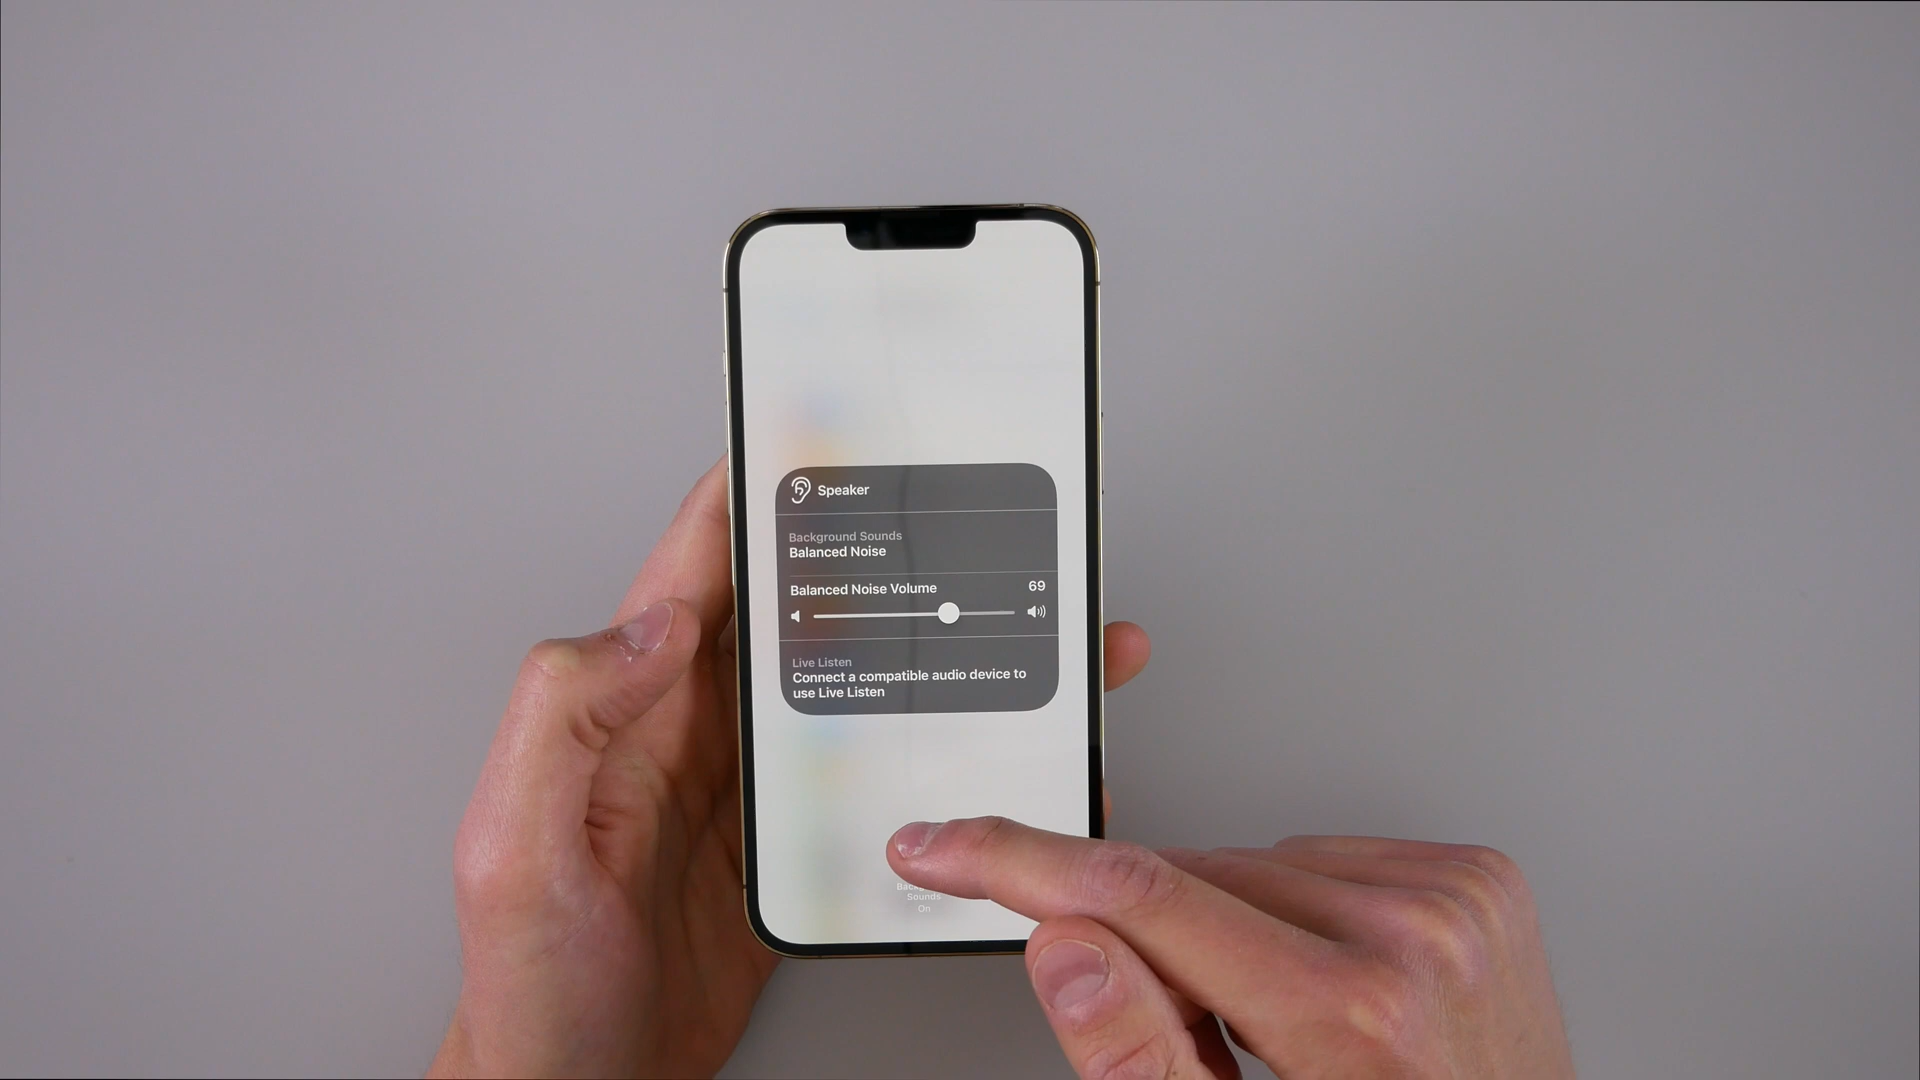 Speaker
Background Sounds
Balanced Noise
Balanced Noise Volume
69
Live Listen
Connect a compatible audio device to
use Live Listen
Sounds
On